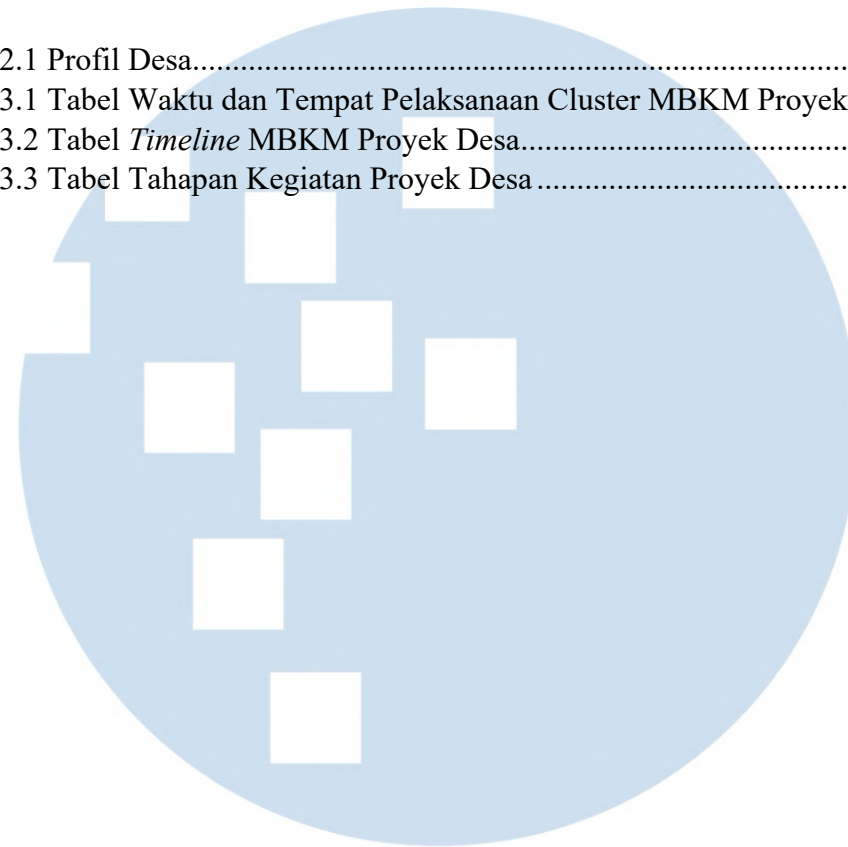 2.1 Profil Desa..................................................................................
3.1 Tabel Waktu dan Tempat Pelaksanaan Cluster MBKM Proyek
3.2 Tabel Timeline MBKM Proyek Desa.........................................
3.3 Tabel Tahapan Kegiatan Proyek Desa.......................................